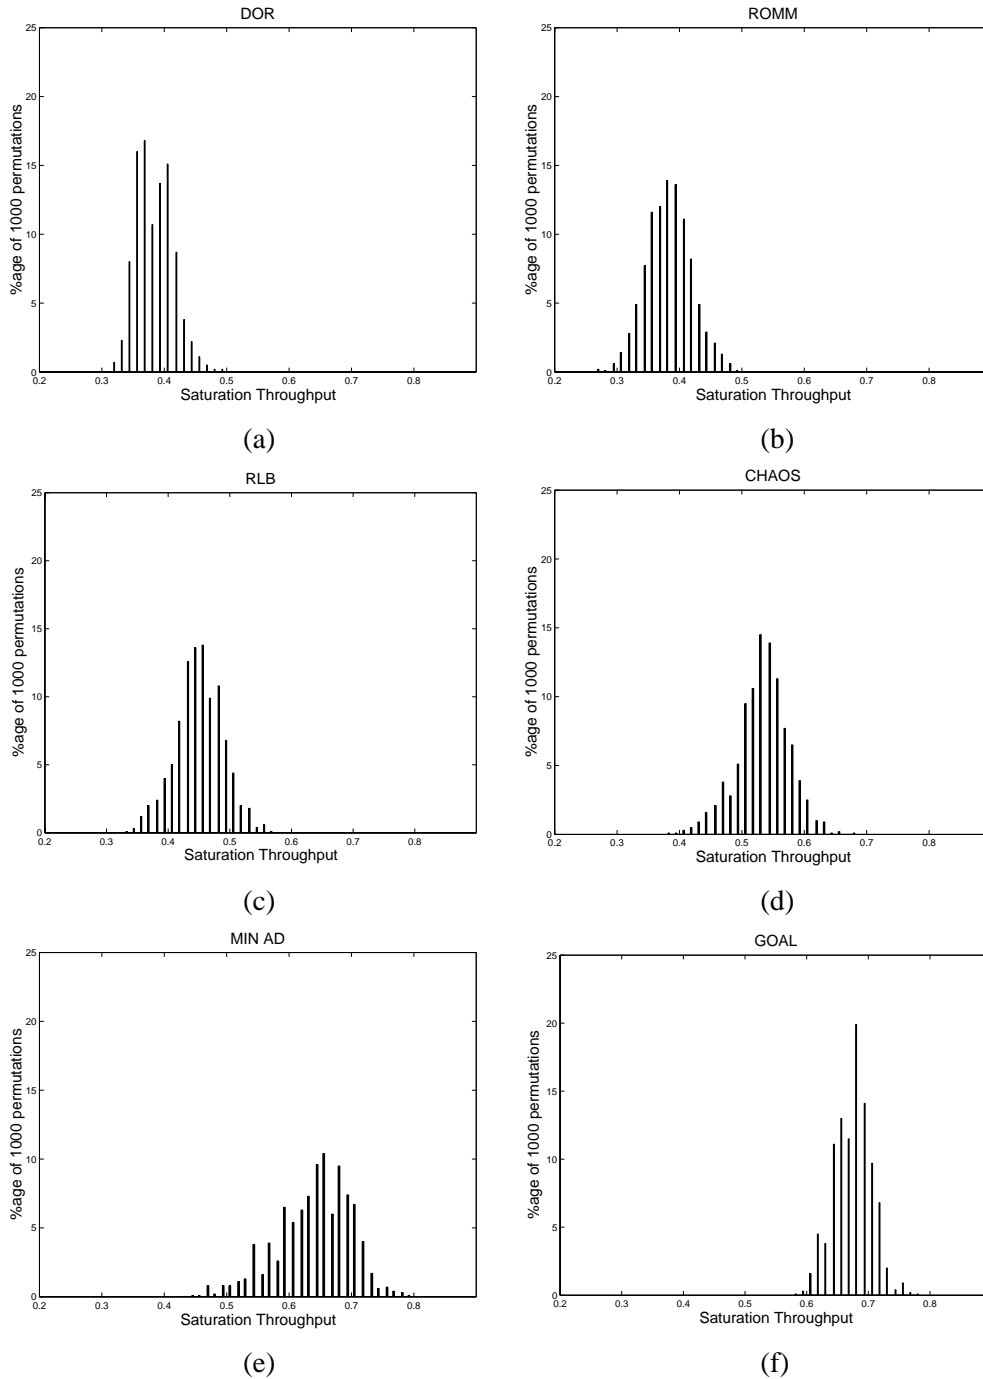 DOR
25
20
15
10
5
0
%age of 1000 permutations
0.2 0.3 0.4 0.5 0.6 0.7 0.8
Saturation Throughput
(a)
ROMM
25
20
15
10
5
0
%age of 1000 permutations
0.2 0.3 0.4 0.5 0.6 0.7 0.8
Saturation Throughput
(b)
RLB
25
20
15
10
5
0
%age of 1000 permutations
0.2 0.3 0.4 0.5 0.6 0.7 0.8
Saturation Throughput
(c)
CHAOS
25
20
15
10
5
0
%age of 1000 permutations
0.2 0.3 0.4 0.5 0.6 0.7 0.8
Saturation Throughput
(d)
MIN AD
25
20
15
10
5
0
%age of 1000 permutations
0.2 0.3 0.4 0.5 0.6 0.7 0.8
Saturation Throughput
(e)
GOAL
25
20
15
10
5
0
%age of 1000 permutations
0.2 0.3 0.4 0.5 0.6 0.7 0.8
Saturation Throughput
(f)